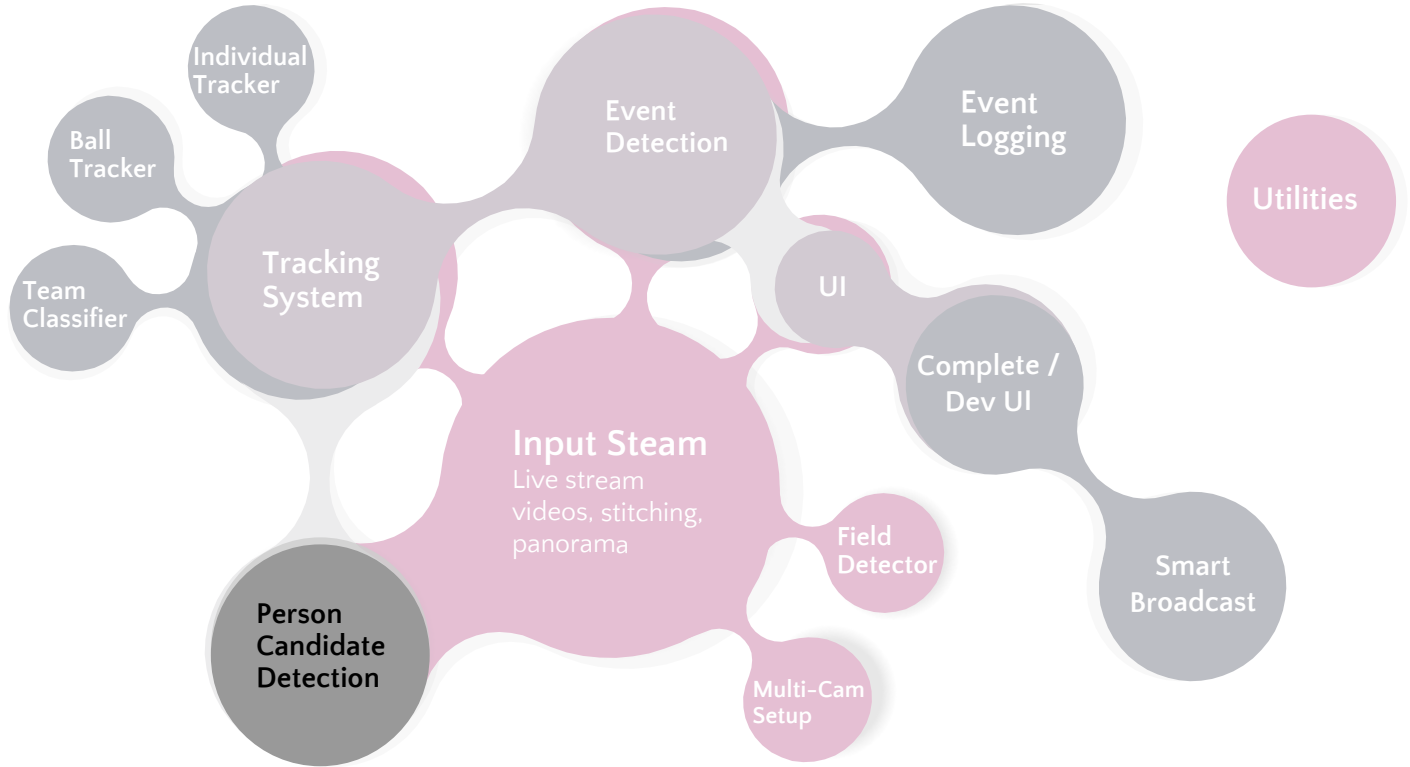 Individual
Tracker
Ball
Tracker
Team
Classifier
Tracking
System
Event
Detection
Event
Logging
Utilities
UI
Complete /
Dev UI
Input Steam
Live stream
videos, stitching,
panorama
Field
Detector
Smart
Broadcast
Person
Candidate
Detection
Multi-Cam
Setup